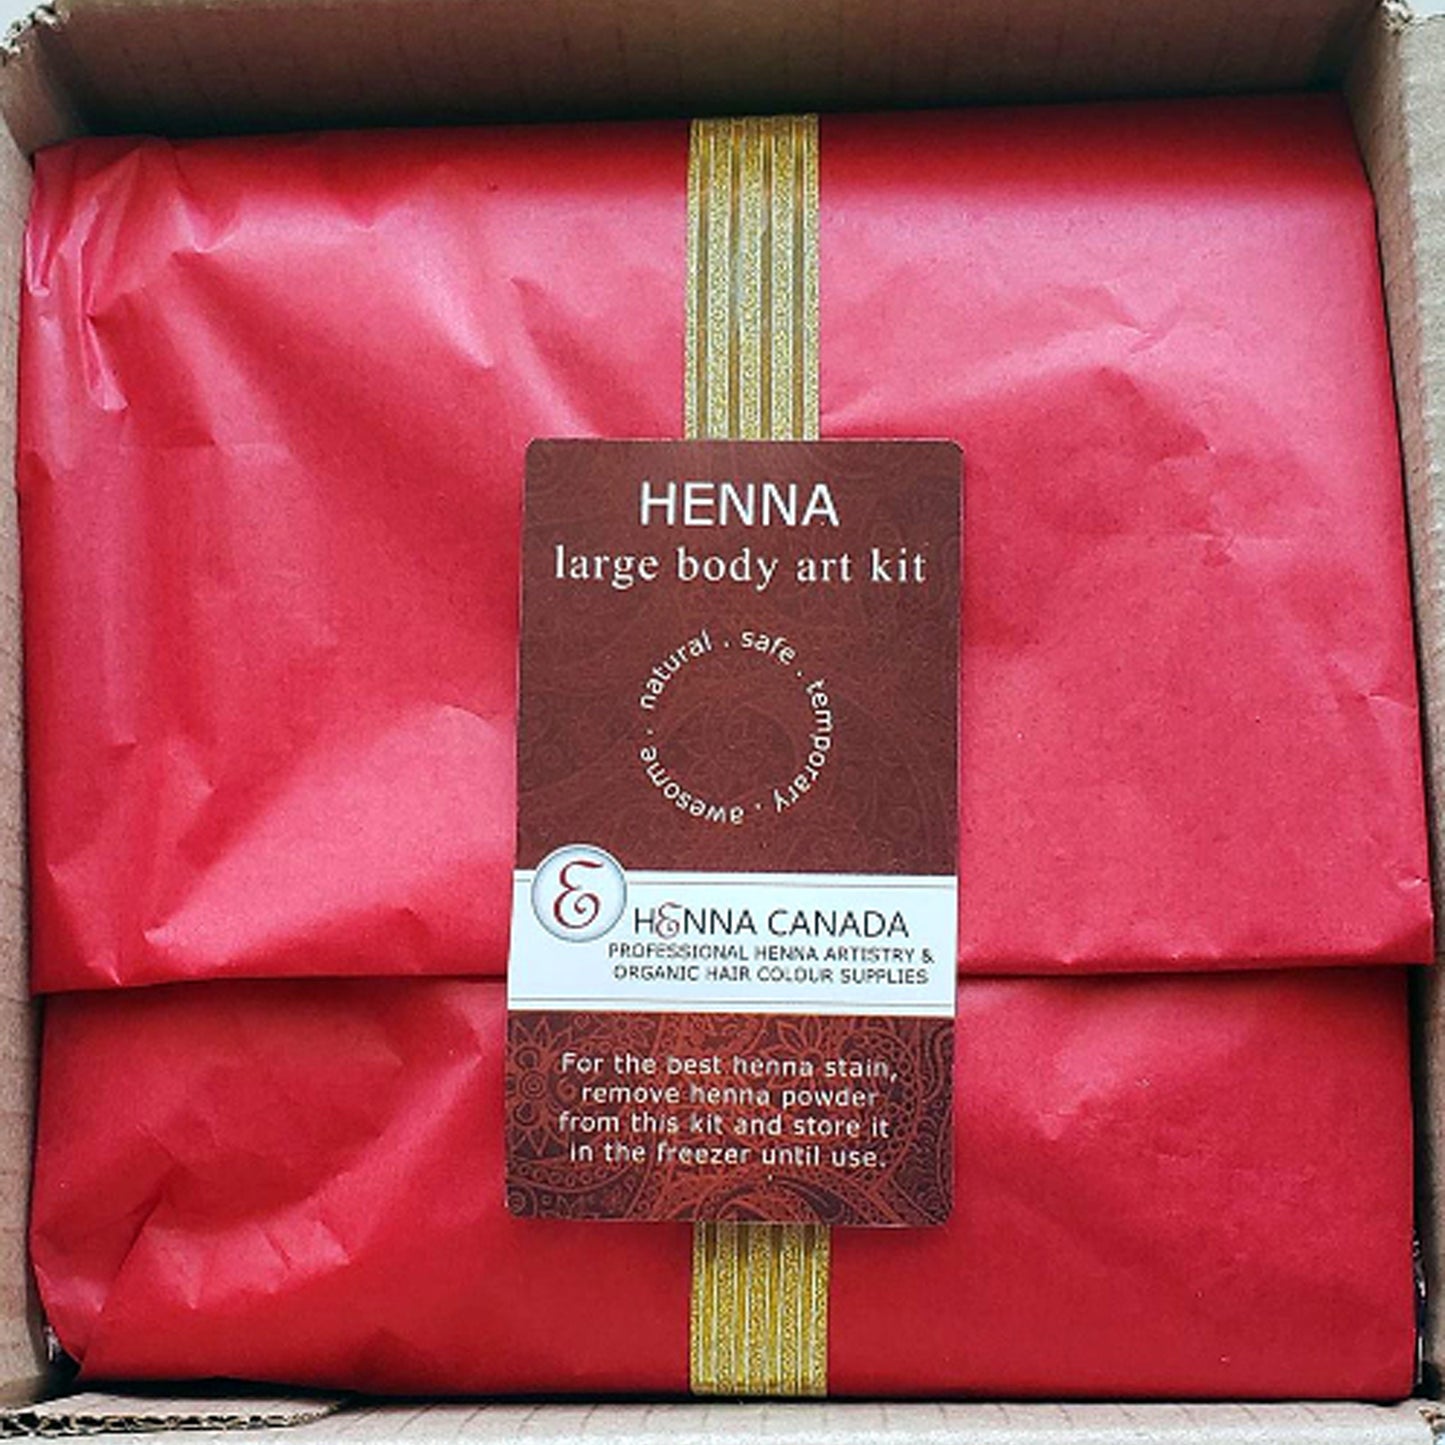 HENNA
large body art kit
natural . safe . temporary . awesome .
&
H&NNA CANADA
PROFESSIONAL HENNA ARTISTRY &
ORGANIC HAIR COLOUR SUPPLIES
For the best henna stain,
remove henna powder
from this kit and store it
in the freezer until use.